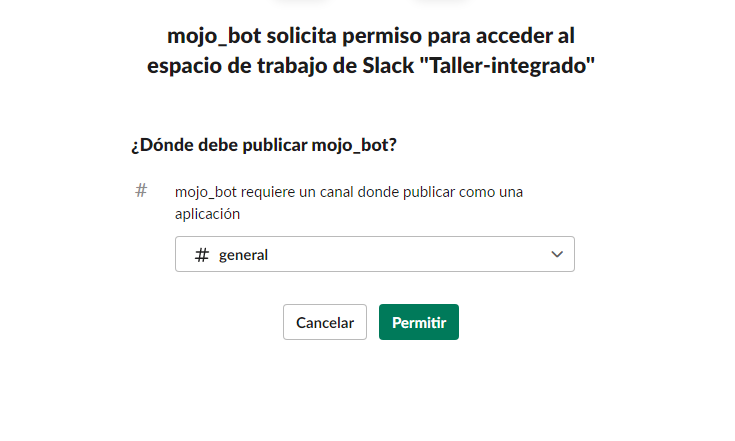 mojo_bot solicita permiso para acceder al
espacio de trabajo de Slack "Taller-integrado"
¿Dónde debe publicar mojo_bot?
# mojo_bot requiere un canal donde publicar como una
aplicación
# general
Cancelar Permitir